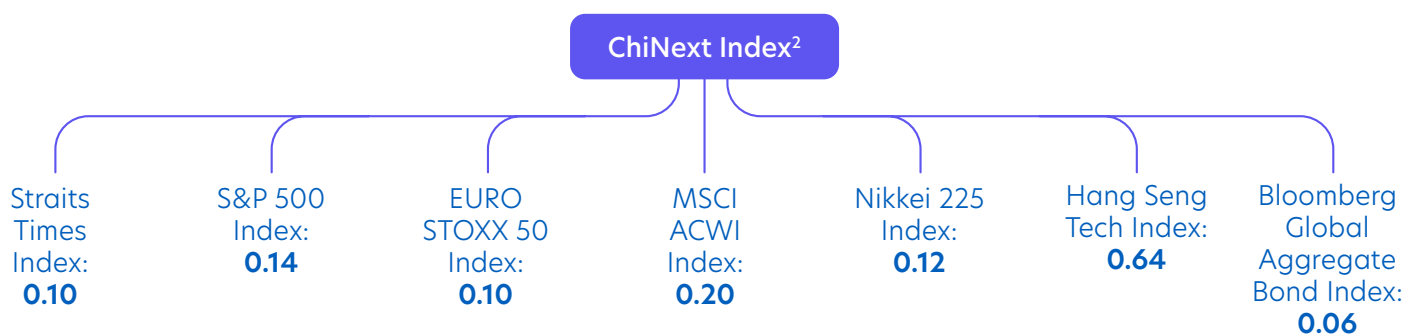 ChiNext Index²
Straits
Times
Index:
0.10
S&P 500
Index:
0.14
EURO
STOXX 50
Index:
0.10
MSCI
ACWI
Index:
0.20
Nikkei 225
Index:
0.12
Hang Seng
Tech Index:
0.64
Bloomberg
Global
Aggregate
Bond Index:
0.06